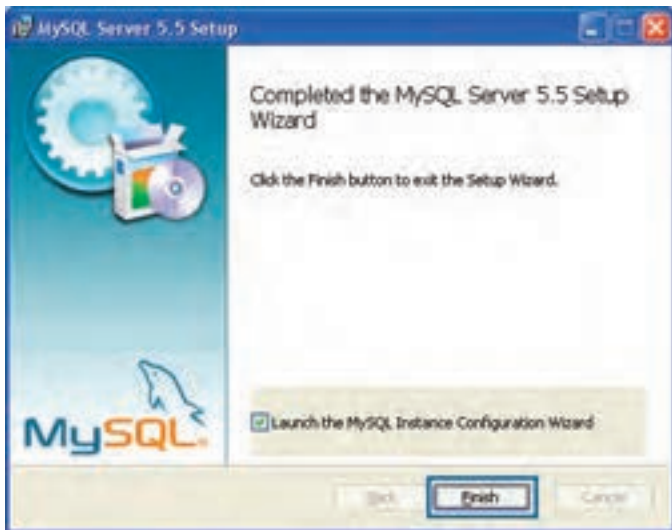 MySQL Server 5.5 Setup
Completed the MySQL Server 5.5 Setup
Wizard
Click the Finish button to exit the Setup Wizard.
MySQL
Launch the MySQL Instance Configuration Wizard
Back
Finish
Cancel